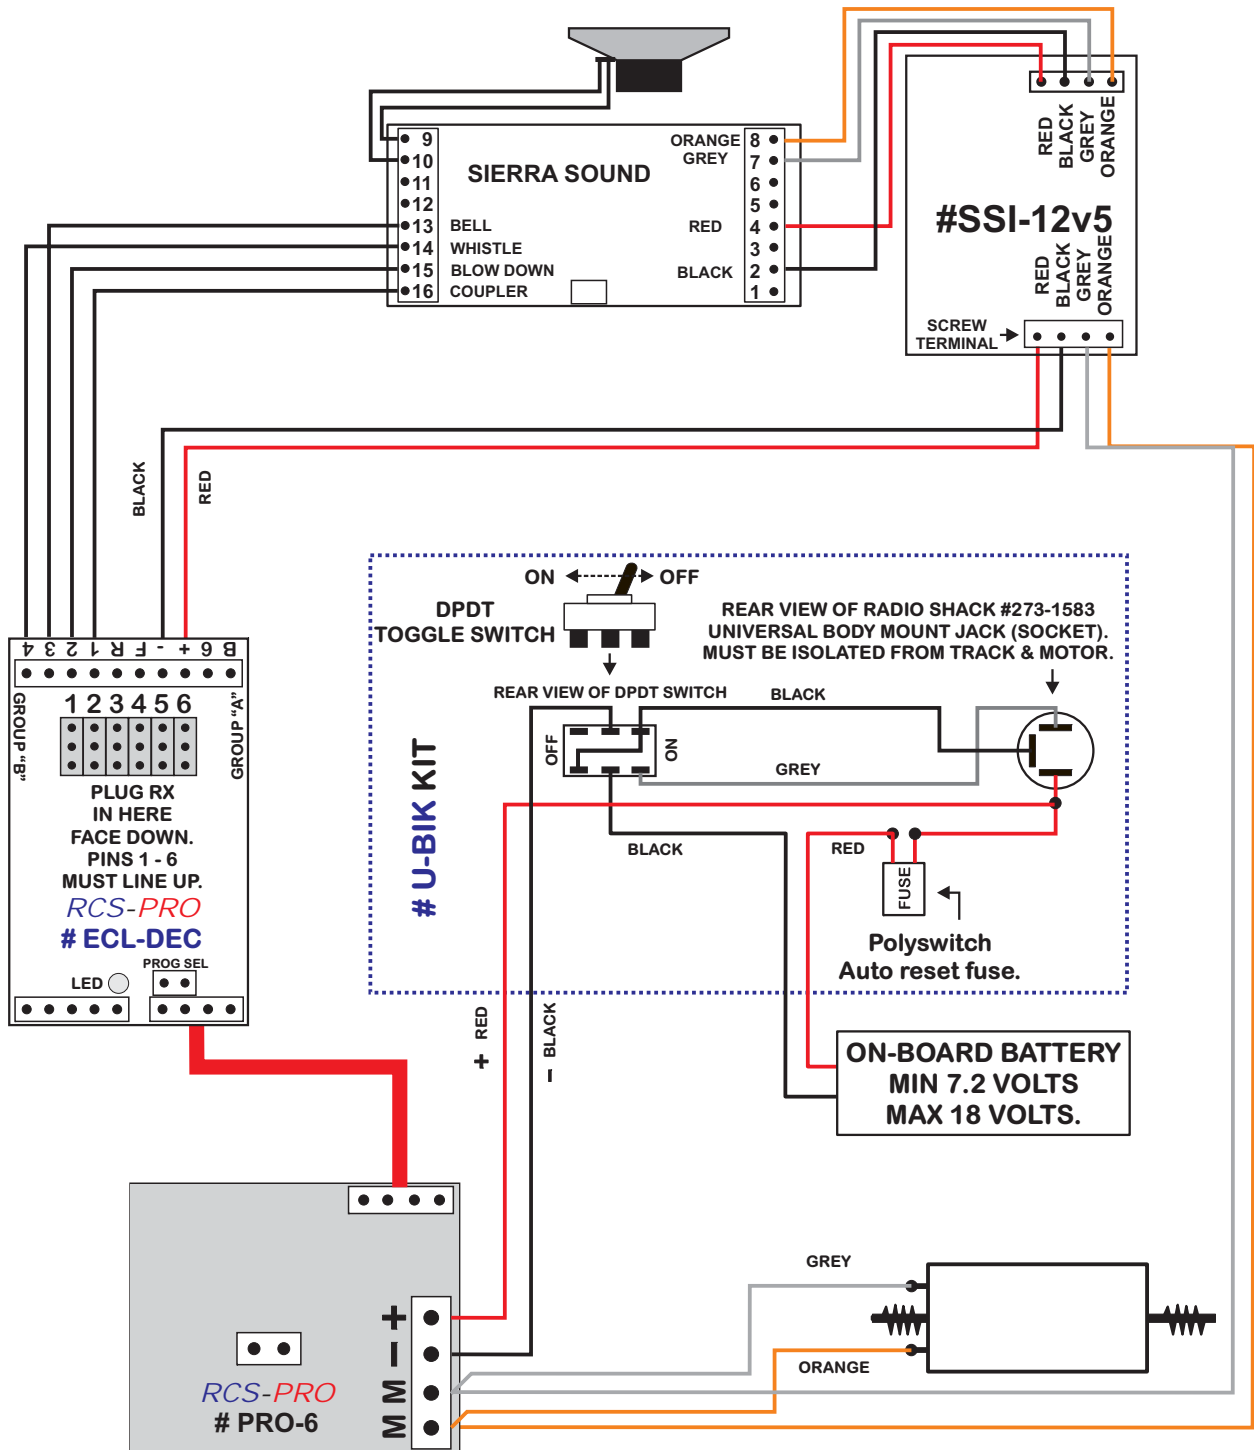 9
10
11
12
13 BELL
14 WHISTLE
15 BLOW DOWN
16 COUPLER
SIERRA SOUND
ORANGE 8
GREY 7
6
5
RED 4
3
BLACK 2
1
RED
BLACK
GREY
ORANGE
#SSI-12v5
RED
BLACK
GREY
ORANGE
SCREW
TERMINAL
BLACK
RED
ON OFF
DPDT
TOGGLE SWITCH
REAR VIEW OF RADIO SHACK #273-1583
UNIVERSAL BODY MOUNT JACK (SOCKET).
MUST BE ISOLATED FROM TRACK & MOTOR.
REAR VIEW OF DPDT SWITCH
BLACK
OFF
ON
GREY
# U-BIK KIT
BLACK
RED
FUSE
Polyswitch
Auto reset fuse.
4 3 2 1 R F - + 6 B
GROUP "B"
GROUP "A"
1 2 3 4 5 6
PLUG RX
IN HERE
FACE DOWN.
PINS 1 - 6
MUST LINE UP.
RCS-PRO
# ECL-DEC
PROG SEL
LED
+ RED
– BLACK
ON-BOARD BATTERY
MIN 7.2 VOLTS
MAX 18 VOLTS.
+
–
M
M
RCS-PRO
# PRO-6
GREY
ORANGE